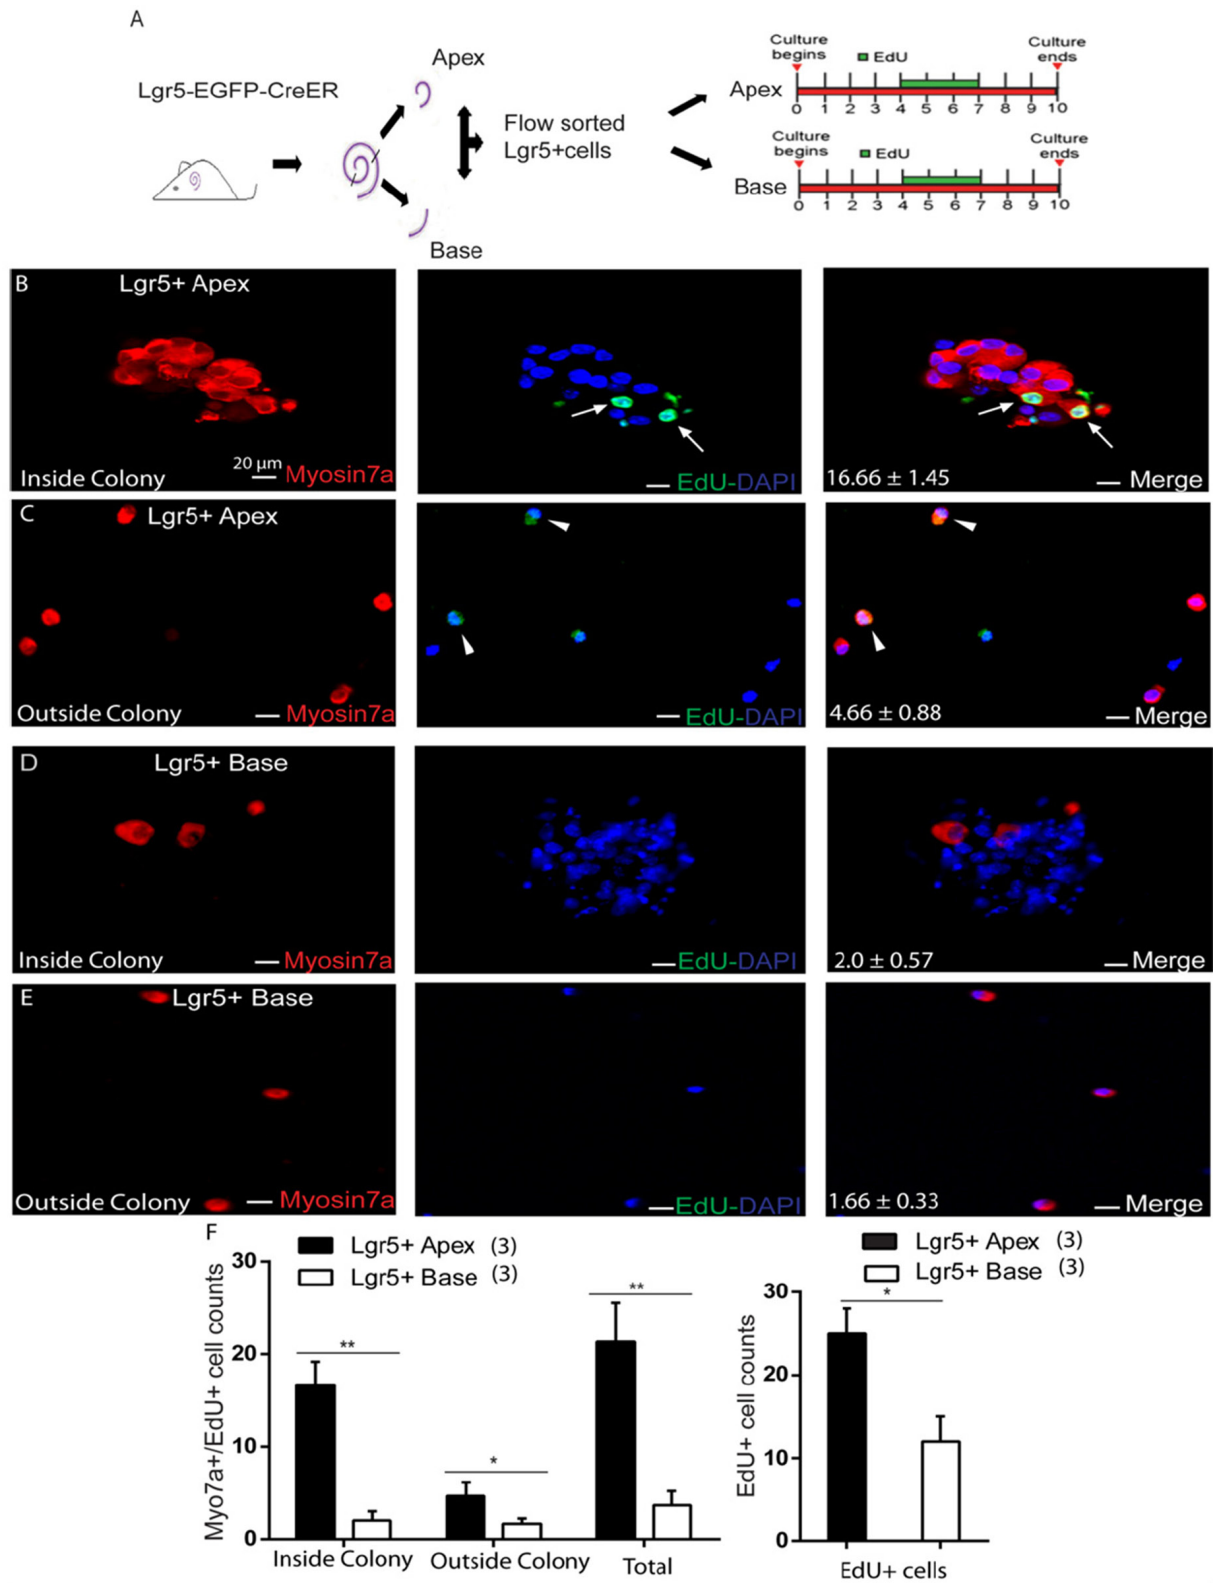 A
Lgr5-EGFP-CreER
Apex
Base
Flow sorted
Lgr5+cells
Culture
begins
EdU
Culture
ends
Apex
0 1 2 3 4 5 6 7 8 9 10
Culture
begins
EdU
Culture
ends
Base
0 1 2 3 4 5 6 7 8 9 10
B
Lgr5+ Apex
Inside Colony
20 µm
Myosin7a
EdU-DAPI
16.66 ± 1.45
Merge
C
Lgr5+ Apex
Outside Colony
Myosin7a
EdU-DAPI
4.66 ± 0.88
Merge
D
Lgr5+ Base
Inside Colony
Myosin7a
EdU-DAPI
2.0 ± 0.57
Merge
E
Lgr5+ Base
Outside Colony
Myosin7a
EdU-DAPI
1.66 ± 0.33
Merge
F
Lgr5+ Apex (3)
Lgr5+ Base (3)
Myo7a+/EdU+ cell counts
30
20
10
0
**
*
**
Inside Colony
Outside Colony
Total
Lgr5+ Apex (3)
Lgr5+ Base (3)
EdU+ cell counts
30
20
10
0
*
EdU+ cells